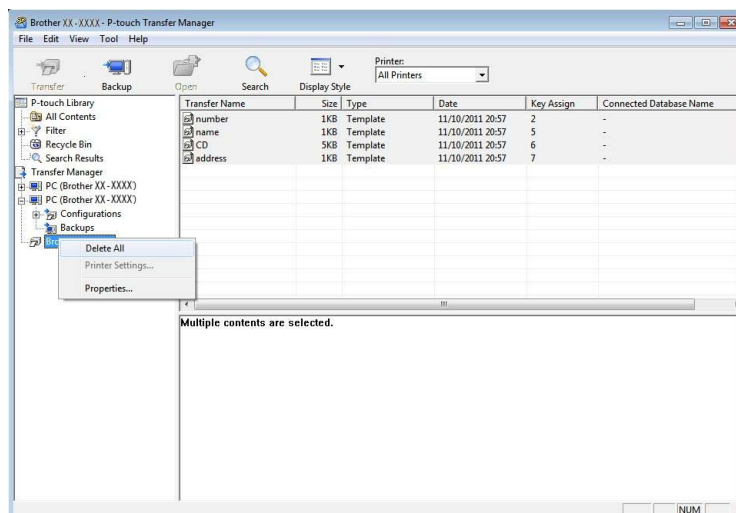 Brother XX-XXXX - P-touch Transfer Manager
File Edit View Tool Help
Transfer Backup Open Search Display Style
Printer:
All Printers
P-touch Library
All Contents
Filter
Recycle Bin
Search Results
Transfer Manager
PC (Brother XX-XXXX)
PC (Brother XX-XXXX)
Configurations
Backups
Delete All
Printer Settings...
Properties...
Transfer Name Size Type Date Key Assign Connected Database Name
number 1KB Template 11/10/2011 20:57 2 -
name 1KB Template 11/10/2011 20:57 5 -
CD 5KB Template 11/10/2011 20:57 6 -
address 1KB Template 11/10/2011 20:57 7 -
Multiple contents are selected.
NUM